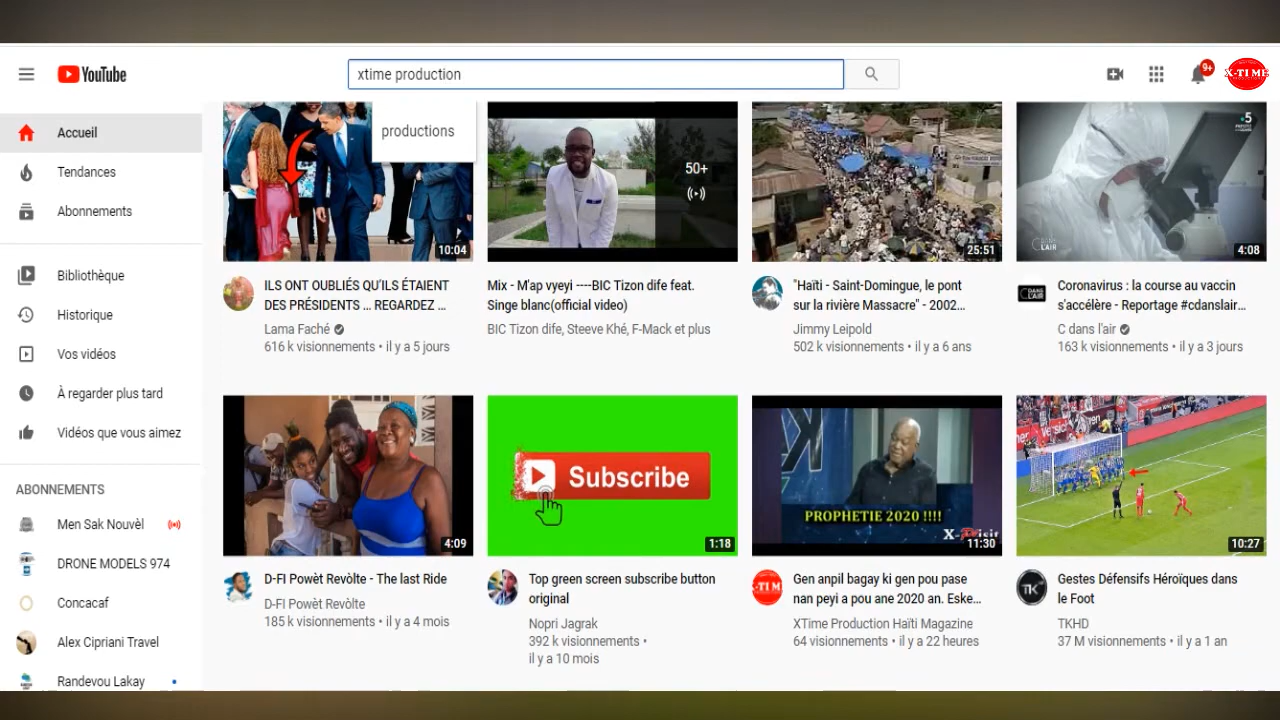 YouTube
xtime production
9+
X-TIME
Accueil
Tendances
Abonnements
Bibliothèque
Historique
Vos vidéos
À regarder plus tard
Vidéos que vous aimez
ABONNEMENTS
Men Sak Nouvèl
DRONE MODELS 974
Concacaf
Alex Cipriani Travel
Randevou Lakay
productions
10:04
ILS ONT OUBLIÉS QU'ILS ÉTAIENT
DES PRÉSIDENTS ... REGARDEZ ...
Lama Faché
616 k visionnements • il y a 5 jours
50+
Mix - M'ap vyeyi ----BIC Tizon dife feat.
Singe blanc(official video)
BIC Tizon dife, Steeve Khé, F-Mack et plus
25:51
"Haïti - Saint-Domingue, le pont
sur la rivière Massacre" - 2002...
Jimmy Leipold
502 k visionnements • il y a 6 ans
5
C DANS
L'AIR
4:08
Coronavirus : la course au vaccin
s'accélère - Reportage #cdanslair...
C dans l'air
163 k visionnements • il y a 3 jours
4:09
D-FI Powèt Revòlte - The last Ride
D-FI Powèt Revòlte
185 k visionnements • il y a 4 mois
Subscribe
1:18
Top green screen subscribe button
original
Nopri Jagrak
392 k visionnements •
il y a 10 mois
PROPHETIE 2020 !!!!
11:30
X-TIME
Gen anpil bagay ki gen pou pase
nan peyi a pou ane 2020 an. Eske...
XTime Production Haïti Magazine
64 visionnements • il y a 22 heures
10:27
TK
Gestes Défensifs Héroïques dans
le Foot
TKHD
37 M visionnements • il y a 1 an